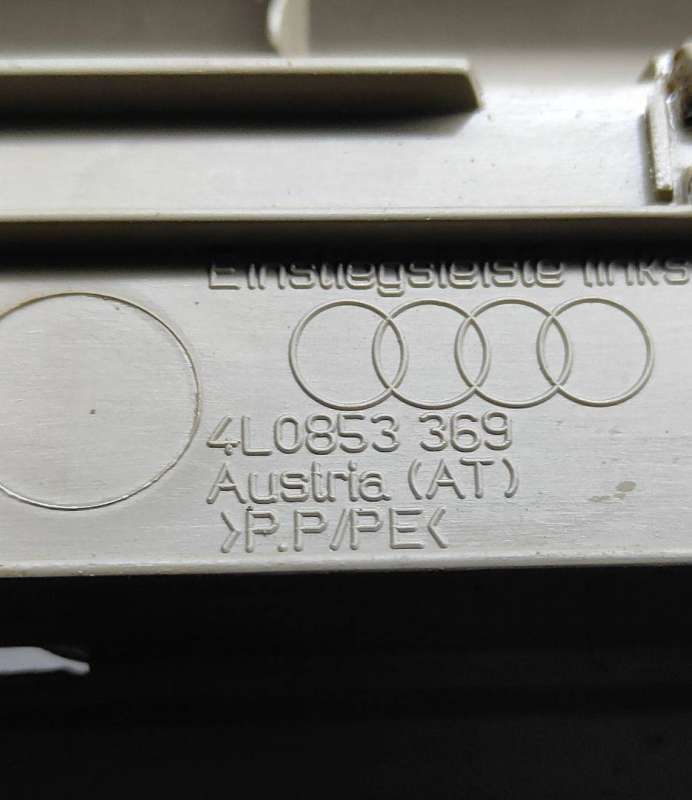 Einstiegsleiste links
4L0853 369
Austria (AT)
>P.P/PE<